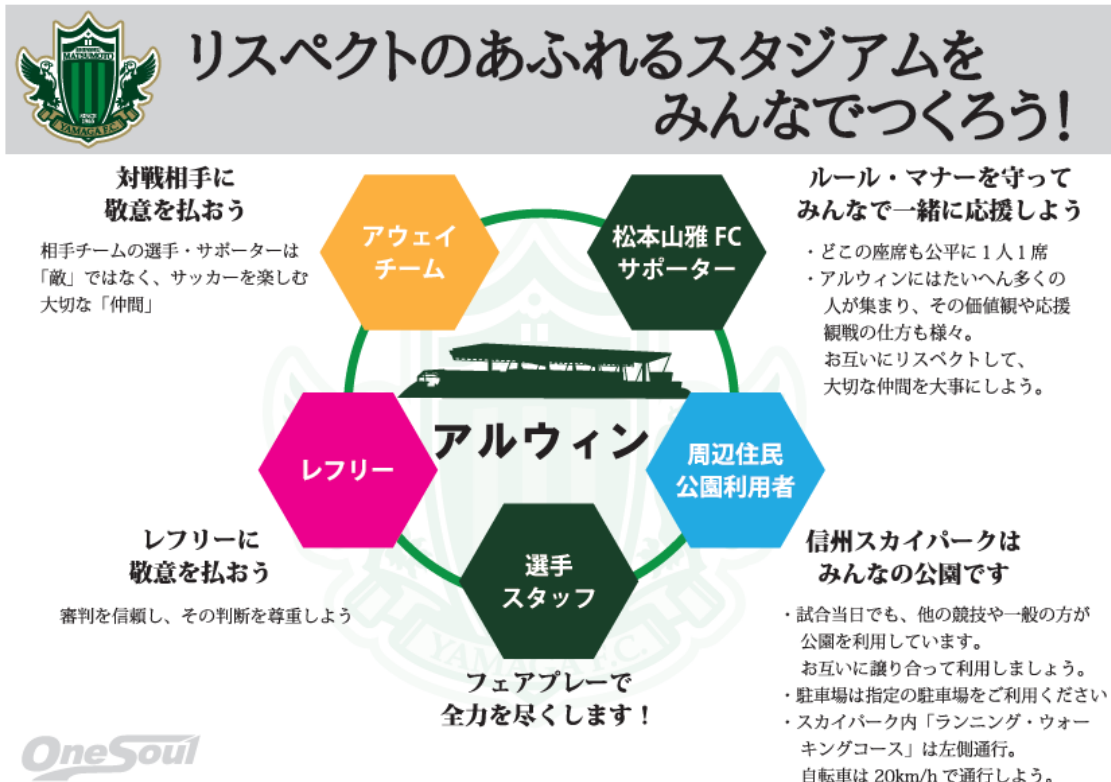 リスペクトのあふれるスタジアムを
みんなでつくろう!
MATSUMOTO
SINCE
1965
YAMAGA F.C.
対戦相手に
敬意を払おう
相手チームの選手・サポーターは
「敵」ではなく、サッカーを楽しむ
大切な「仲間」
アウェイ
チーム
松本山雅 FC
サポーター
ルール・マナーを守って
みんなで一緒に応援しよう
・どこの座席も公平に1人1席
・アルウィンにはたいへん多くの
人が集まり、その価値観や応援
観戦の仕方も様々。
お互いにリスペクトして、
大切な仲間を大事にしよう。
アルウィン
レフリー
周辺住民
公園利用者
選手
スタッフ
レフリーに
敬意を払おう
審判を信頼し、その判断を尊重しよう
フェアプレーで
全力を尽くします!
信州スカイパークは
みんなの公園です
・試合当日でも、他の競技や一般の方が
公園を利用しています。
お互いに譲り合って利用しましょう。
・駐車場は指定の駐車場をご利用ください
・スカイパーク内「ランニング・ウォー
キングコース」は左側通行。
自転車は 20km/h で通行しよう。
YAMAGA F.C.
OneSoul